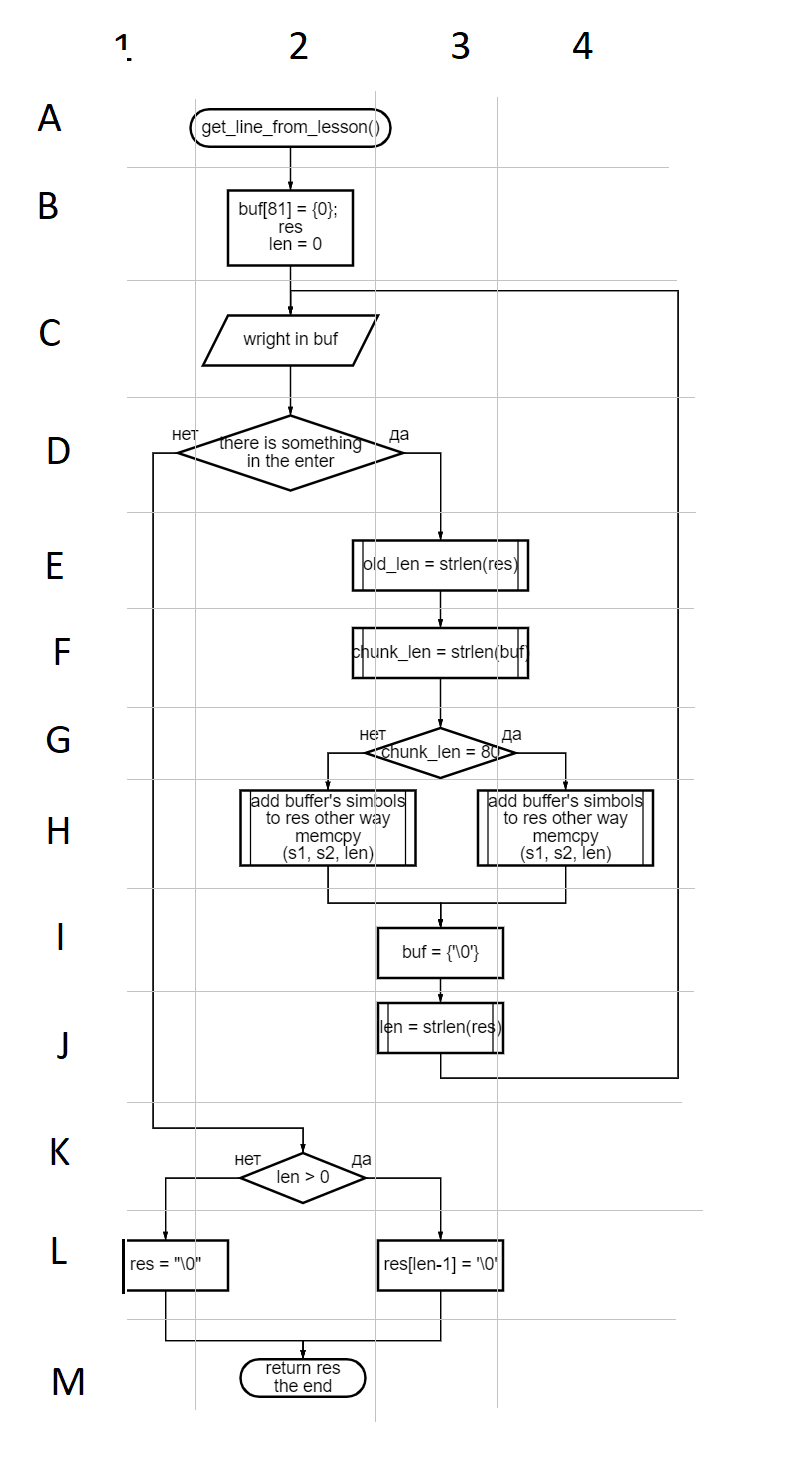 1 2 3 4
A
get_line_from_lesson()
B
buf[81] = {0};
res
len = 0
C
wright in buf
D
нет
there is something
in the enter
да
E
old_len = strlen(res)
F
chunk_len = strlen(buf)
G
нет
chunk_len = 80
да
H
add buffer's simbols
to res other way
memcpy
(s1, s2, len)
add buffer's simbols
to res other way
memcpy
(s1, s2, len)
I
buf = {'\0'}
J
len = strlen(res)
K
нет
len > 0
да
L
res = "\0"
res[len-1] = '\0'
M
return res
the end